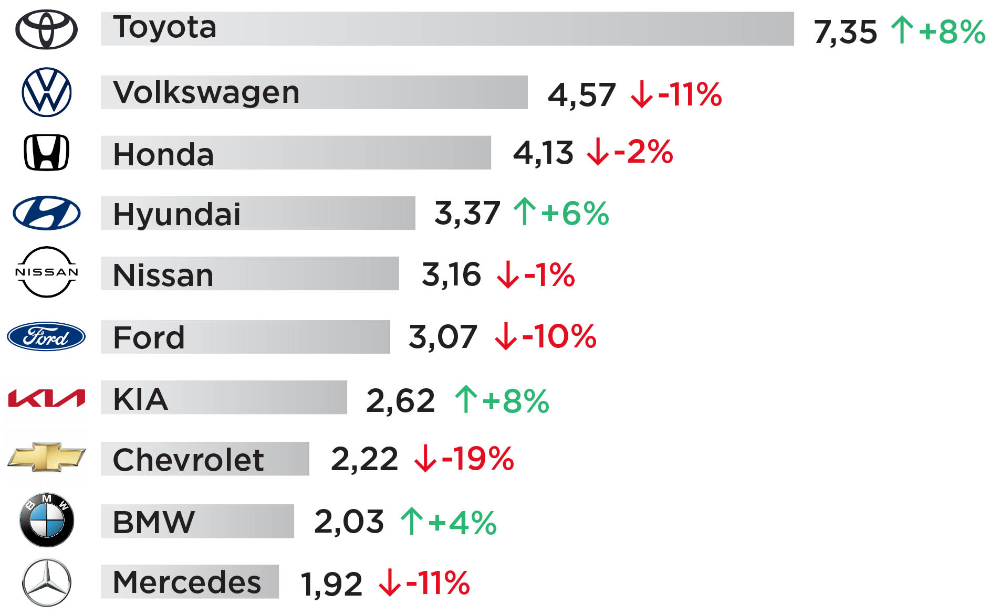 Toyota 7,35 ↑+8%
Volkswagen 4,57 ↓-11%
Honda 4,13 ↓-2%
Hyundai 3,37 ↑+6%
NISSAN Nissan 3,16 ↓-1%
Ford Ford 3,07 ↓-10%
KIA KIA 2,62 ↑+8%
Chevrolet 2,22 ↓-19%
BMW BMW 2,03 ↑+4%
Mercedes 1,92 ↓-11%